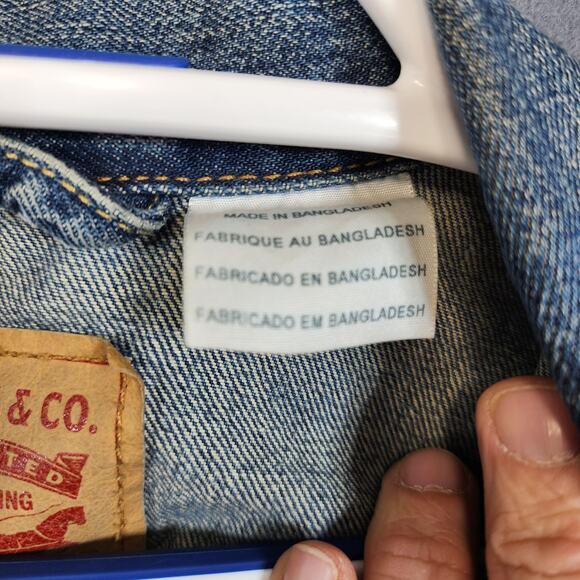 MADE IN BANGLADESH
FABRIQUE AU BANGLADESH
FABRICADO EN BANGLADESH
FABRICADO EM BANGLADESH
& CO.